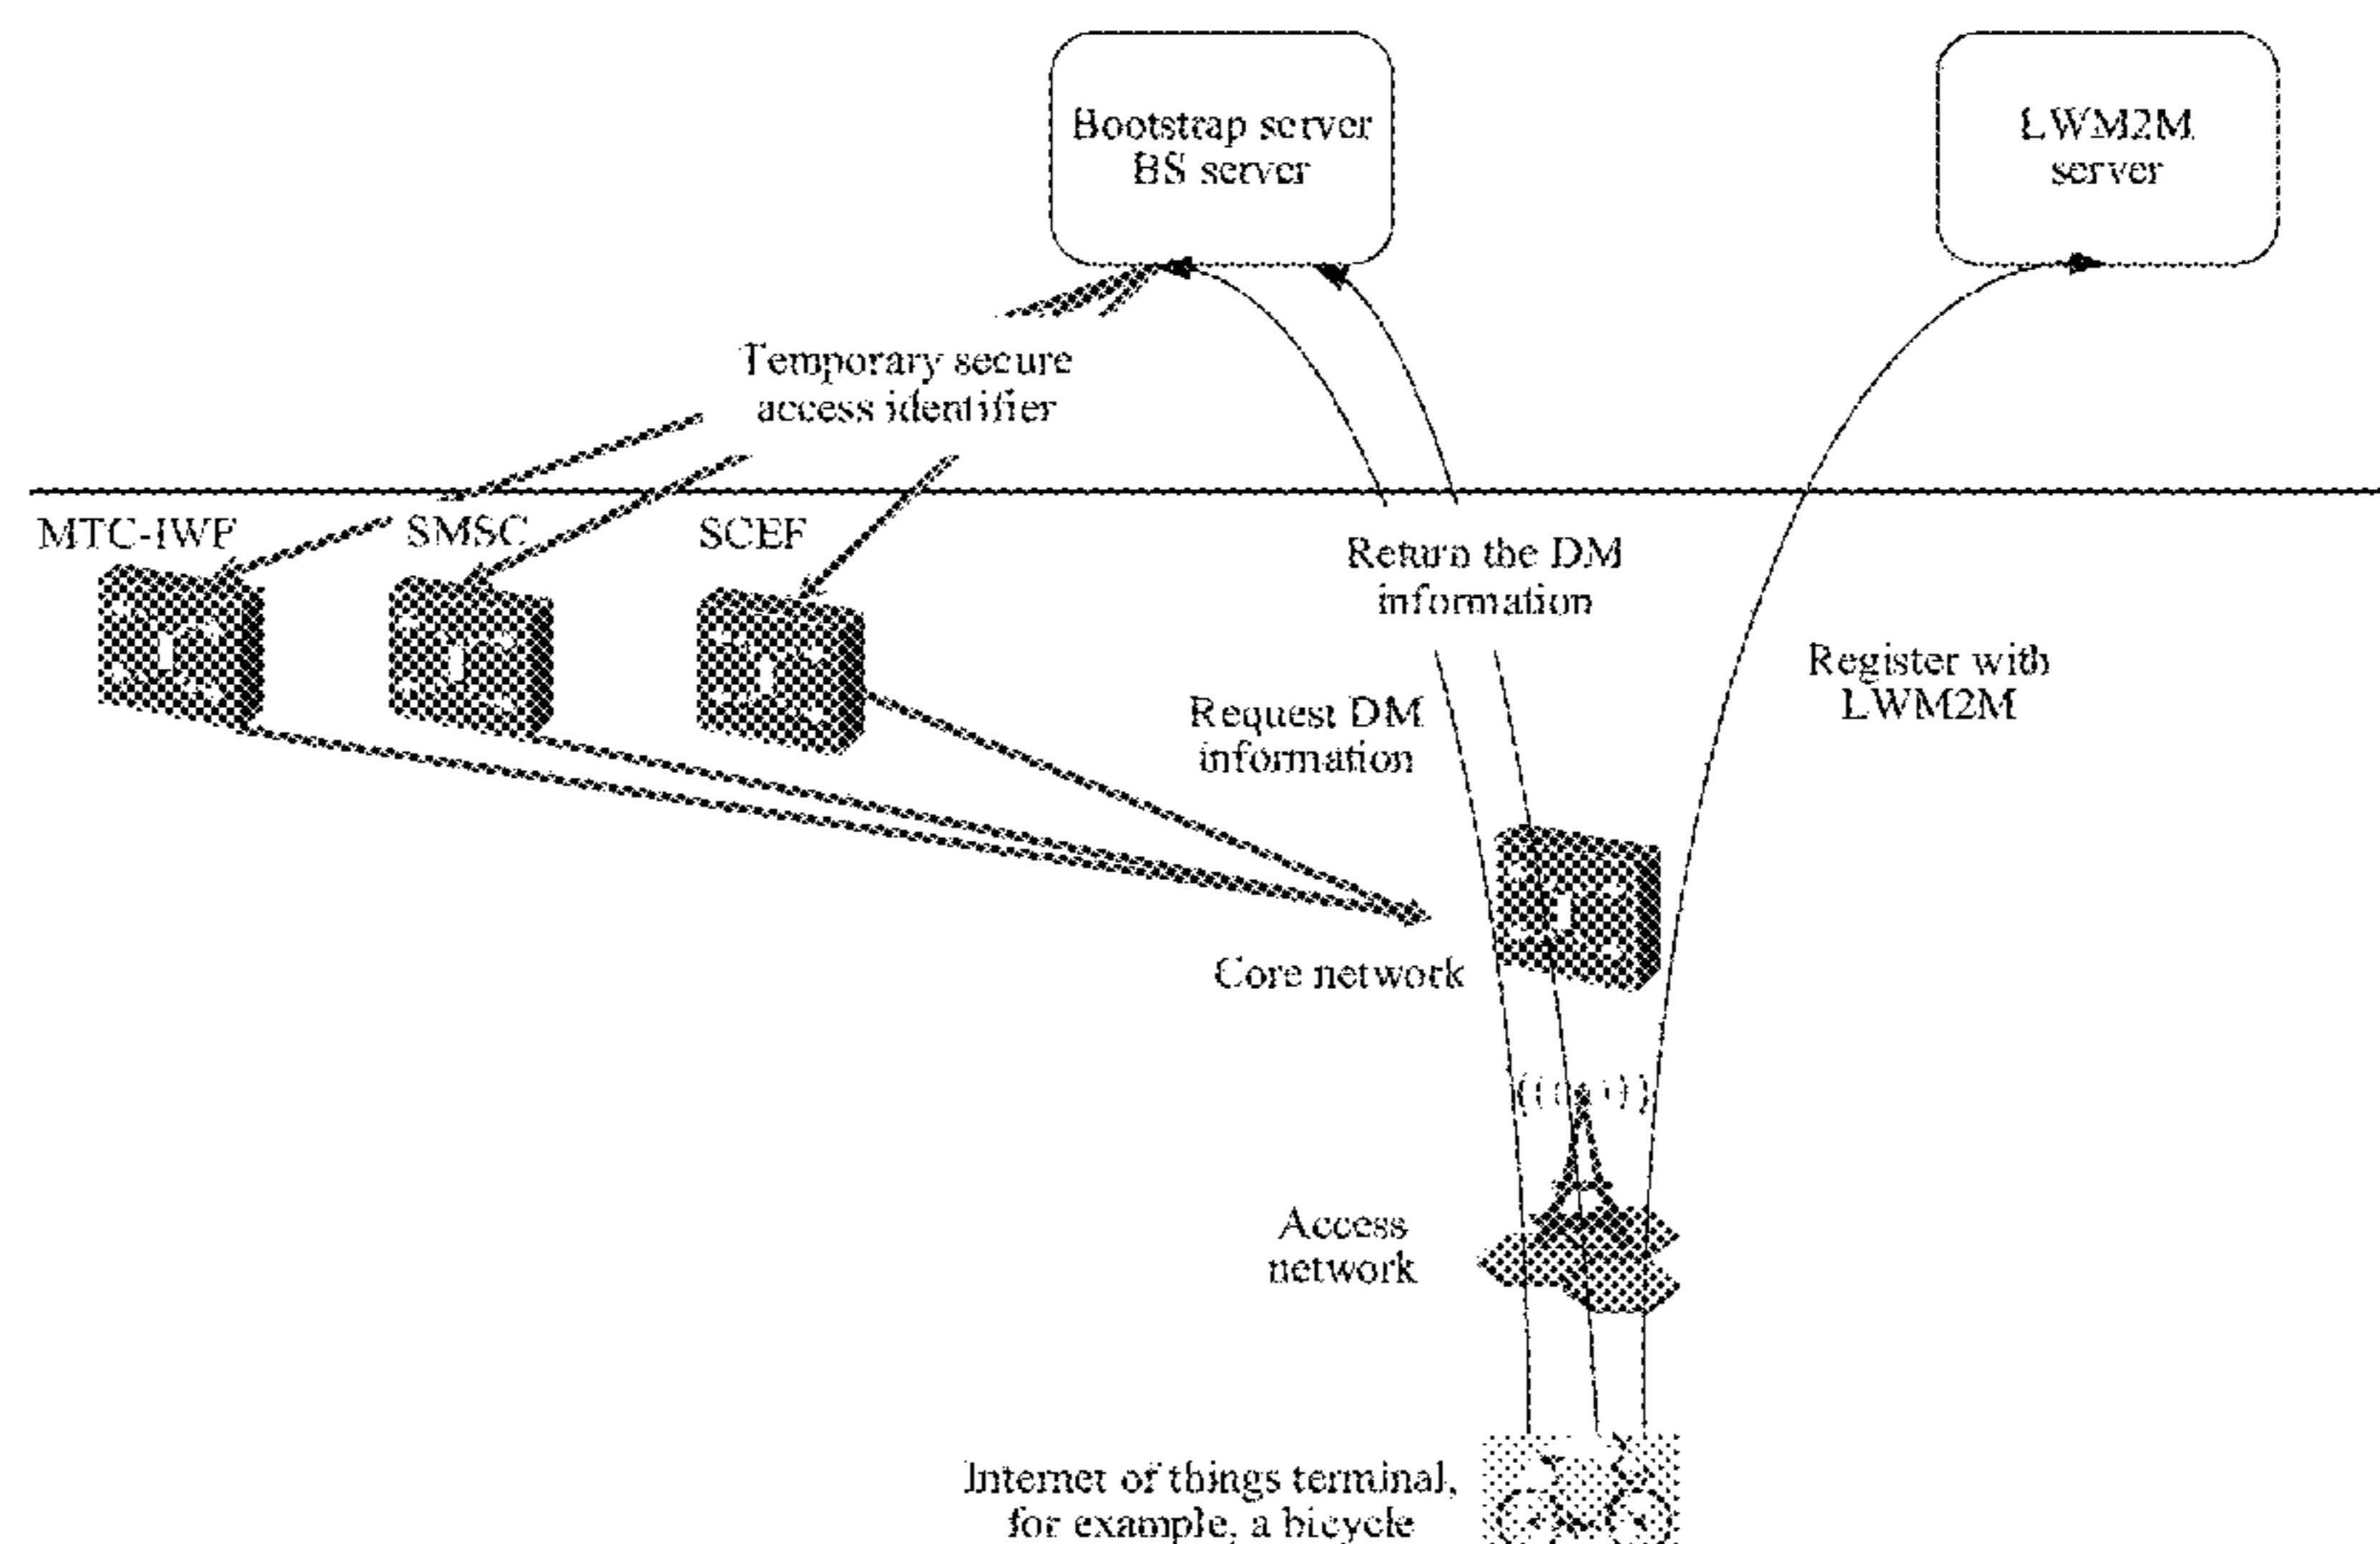 Bootstrap server
BS server
LWM2M
server
Temporary secure
access identifier
MTC-IWF
SMSC
SCEF
Return the DM
information
Register with
LWM2M
Request DM
information
Core network
Access
network
Internet of things terminal,
for example, a bicycle